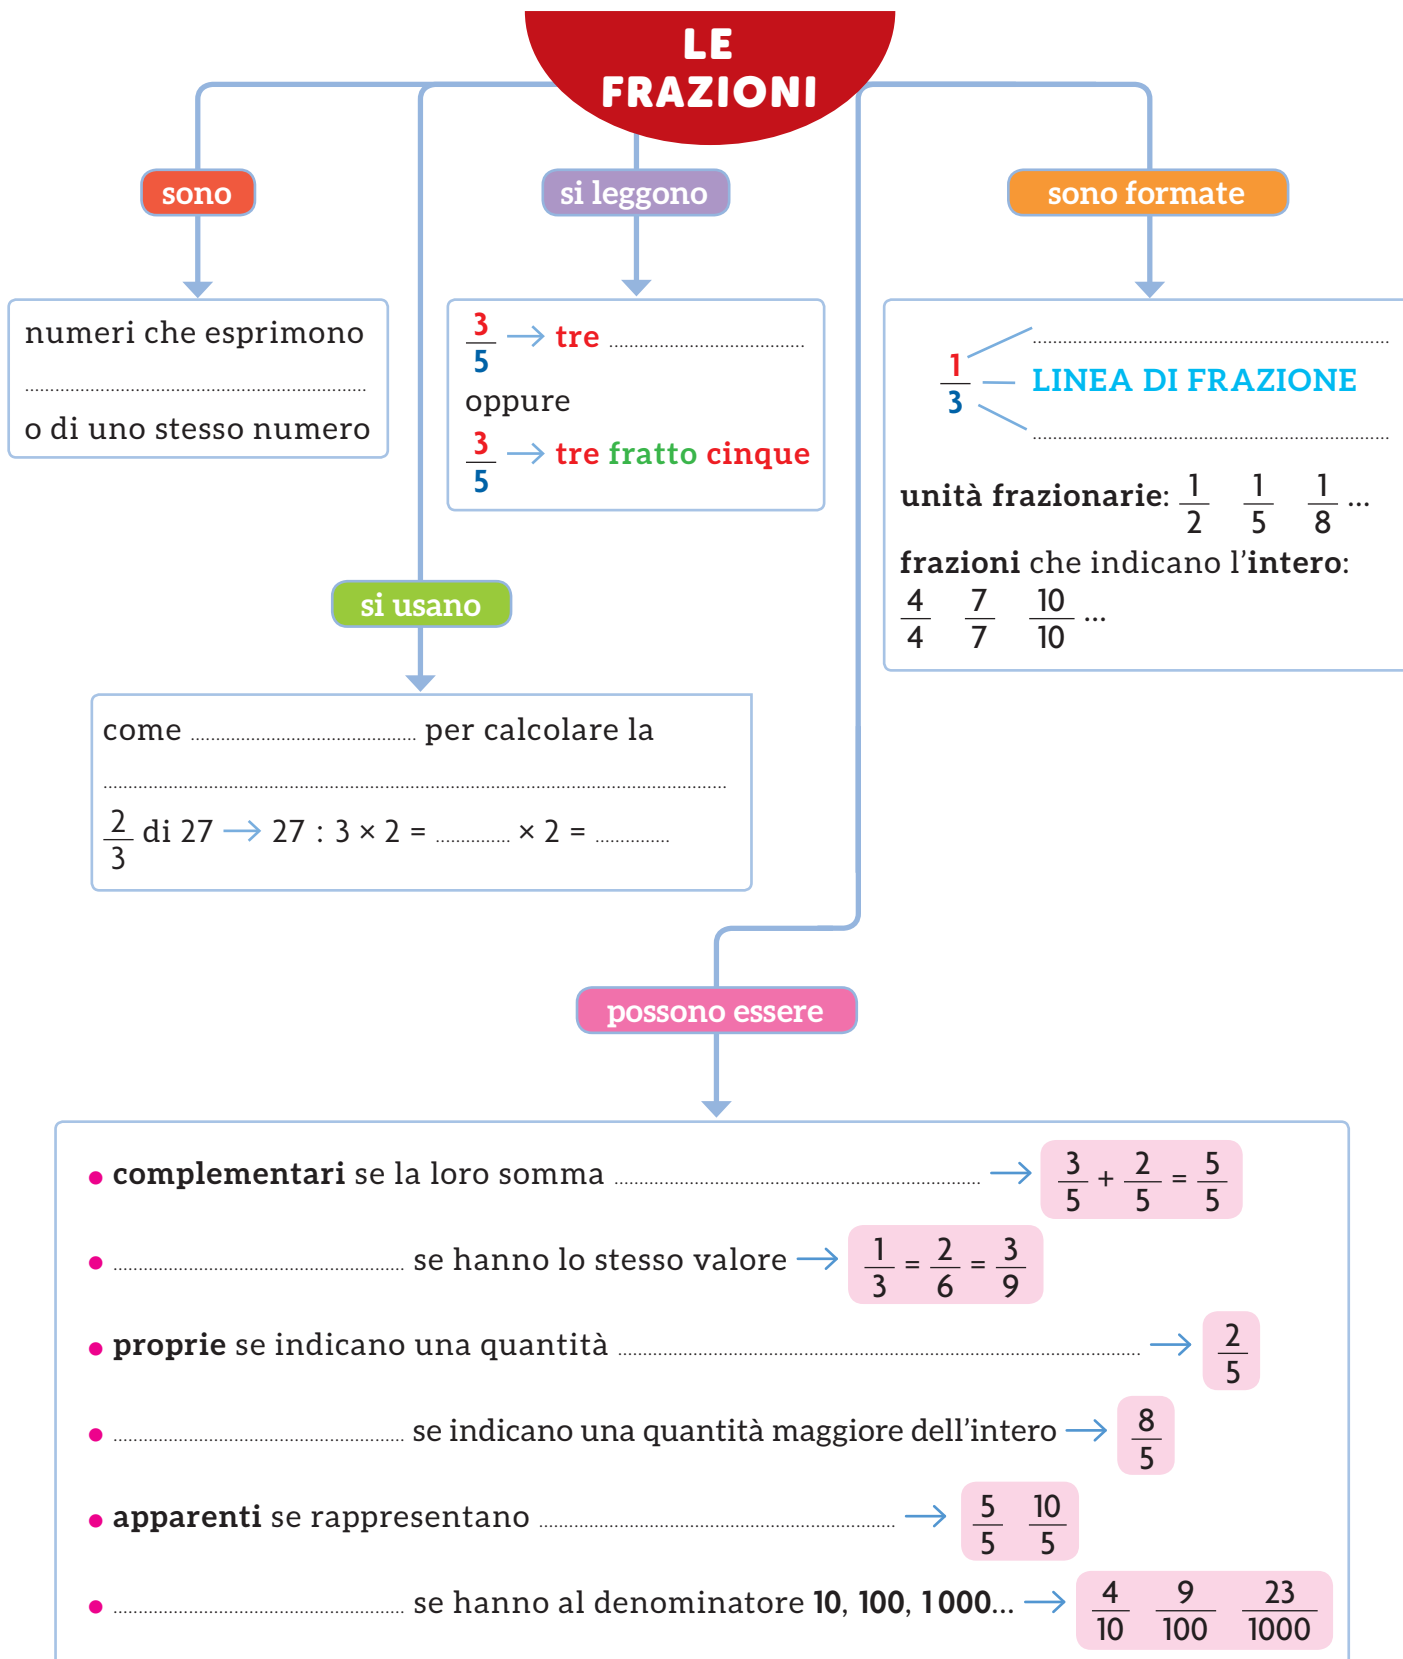 LE
FRAZIONI
sono
numeri che esprimono
....................
o di uno stesso numero
si leggono
3/5 → tre ....................
oppure
3/5 → tre fratto cinque
sono formate
....................
1/3 LINEA DI FRAZIONE
....................
unità frazionarie: 1/2 1/5 1/8 ...
frazioni che indicano l'intero:
4/4 7/7 10/10 ...
si usano
come .................... per calcolare la
....................
2/3 di 27 → 27 : 3 × 2 = .......... × 2 = ..........
possono essere
• complementari se la loro somma .................... → 3/5 + 2/5 = 5/5
• .................... se hanno lo stesso valore → 1/3 = 2/6 = 3/9
• proprie se indicano una quantità .................... → 2/5
• .................... se indicano una quantità maggiore dell'intero → 8/5
• apparenti se rappresentano .................... → 5/5 10/5
• .................... se hanno al denominatore 10, 100, 1 000... → 4/10 9/100 23/1000